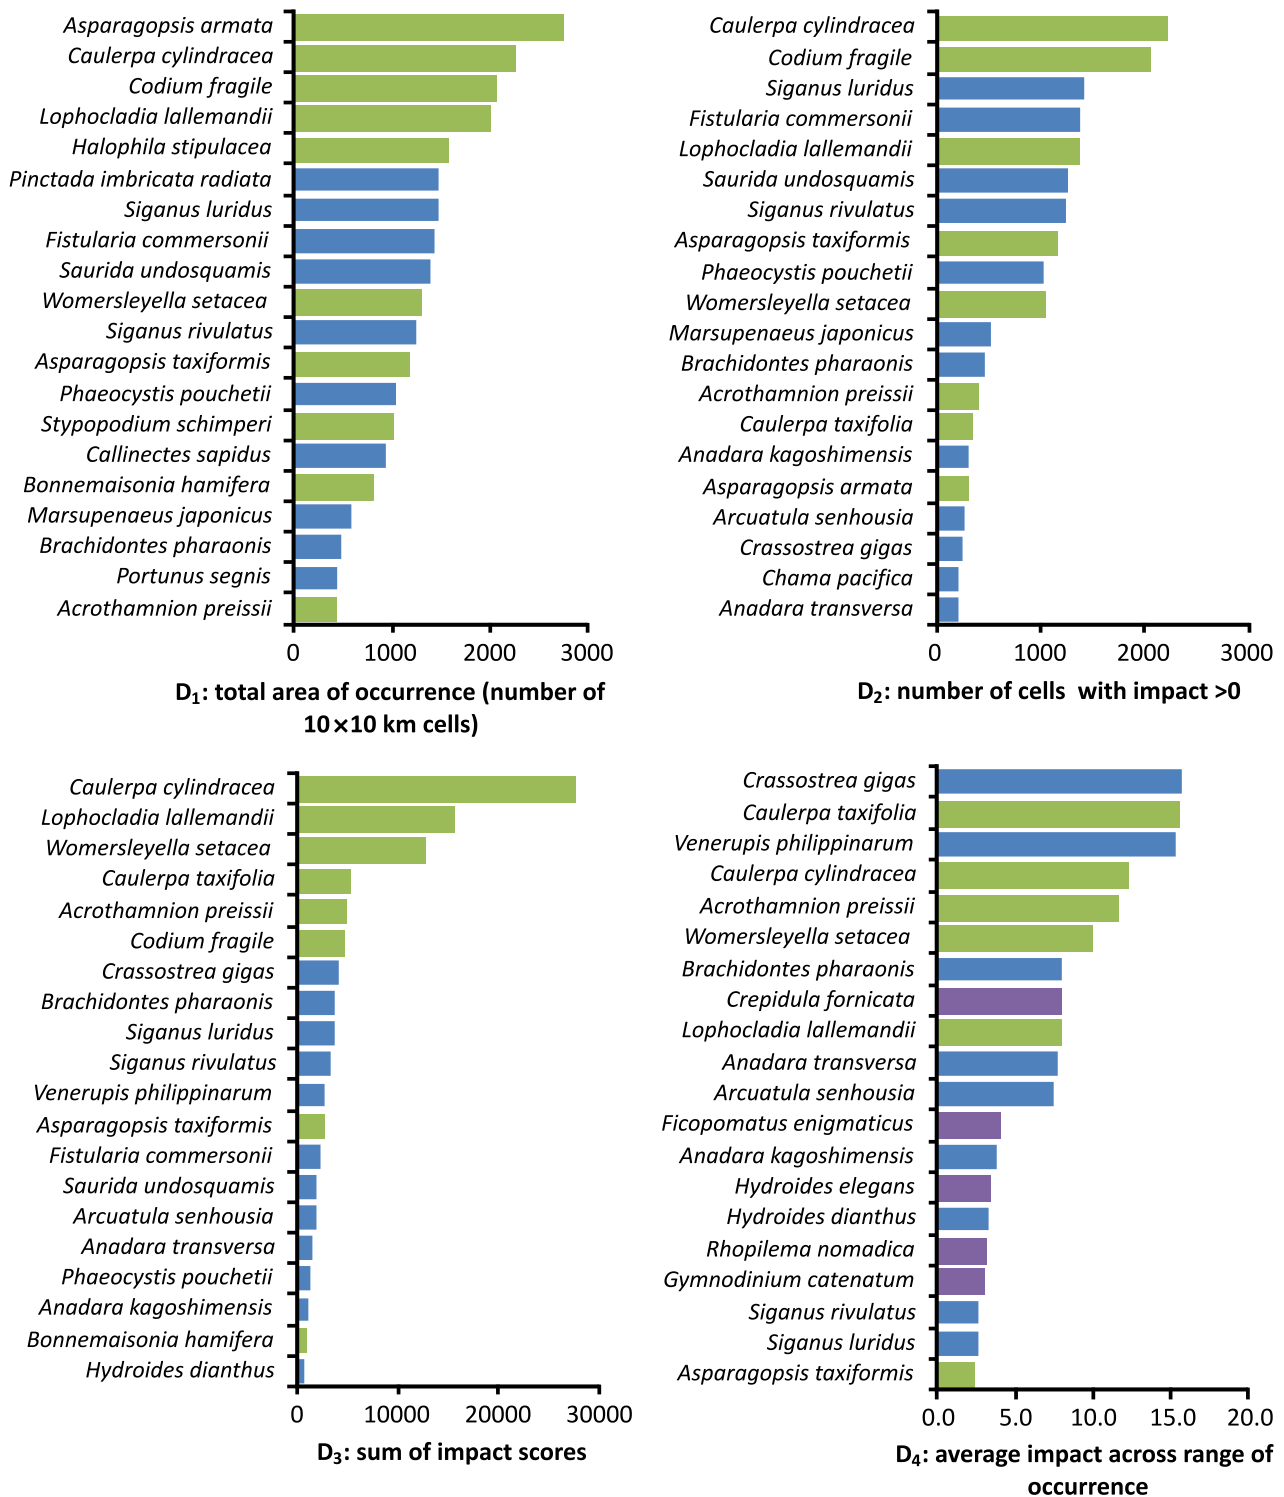 Asparagopsis armata
Caulerpa cylindracea
Codium fragile
Lophocladia lallemandii
Halophila stipulacea
Pinctada imbricata radiata
Siganus luridus
Fistularia commersonii
Saurida undosquamis
Womersleyella setacea
Siganus rivulatus
Asparagopsis taxiformis
Phaeocystis pouchetii
Stypopodium schimperi
Callinectes sapidus
Bonnemaisonia hamifera
Marsupenaeus japonicus
Brachidontes pharaonis
Portunus segnis
Acrothamnion preissii
0 1000 2000 3000
D₁: total area of occurrence (number of
10×10 km cells)
Caulerpa cylindracea
Codium fragile
Siganus luridus
Fistularia commersonii
Lophocladia lallemandii
Saurida undosquamis
Siganus rivulatus
Asparagopsis taxiformis
Phaeocystis pouchetii
Womersleyella setacea
Marsupenaeus japonicus
Brachidontes pharaonis
Acrothamnion preissii
Caulerpa taxifolia
Anadara kagoshimensis
Asparagopsis armata
Arcuatula senhousia
Crassostrea gigas
Chama pacifica
Anadara transversa
0 1000 2000 3000
D₂: number of cells with impact >0
Caulerpa cylindracea
Lophocladia lallemandii
Womersleyella setacea
Caulerpa taxifolia
Acrothamnion preissii
Codium fragile
Crassostrea gigas
Brachidontes pharaonis
Siganus luridus
Siganus rivulatus
Venerupis philippinarum
Asparagopsis taxiformis
Fistularia commersonii
Saurida undosquamis
Arcuatula senhousia
Anadara transversa
Phaeocystis pouchetii
Anadara kagoshimensis
Bonnemaisonia hamifera
Hydroides dianthus
0 10000 20000 30000
D₃: sum of impact scores
Crassostrea gigas
Caulerpa taxifolia
Venerupis philippinarum
Caulerpa cylindracea
Acrothamnion preissii
Womersleyella setacea
Brachidontes pharaonis
Crepidula fornicata
Lophocladia lallemandii
Anadara transversa
Arcuatula senhousia
Ficopomatus enigmaticus
Anadara kagoshimensis
Hydroides elegans
Hydroides dianthus
Rhopilema nomadica
Gymnodinium catenatum
Siganus rivulatus
Siganus luridus
Asparagopsis taxiformis
0.0 5.0 10.0 15.0 20.0
D₄: average impact across range of
occurrence